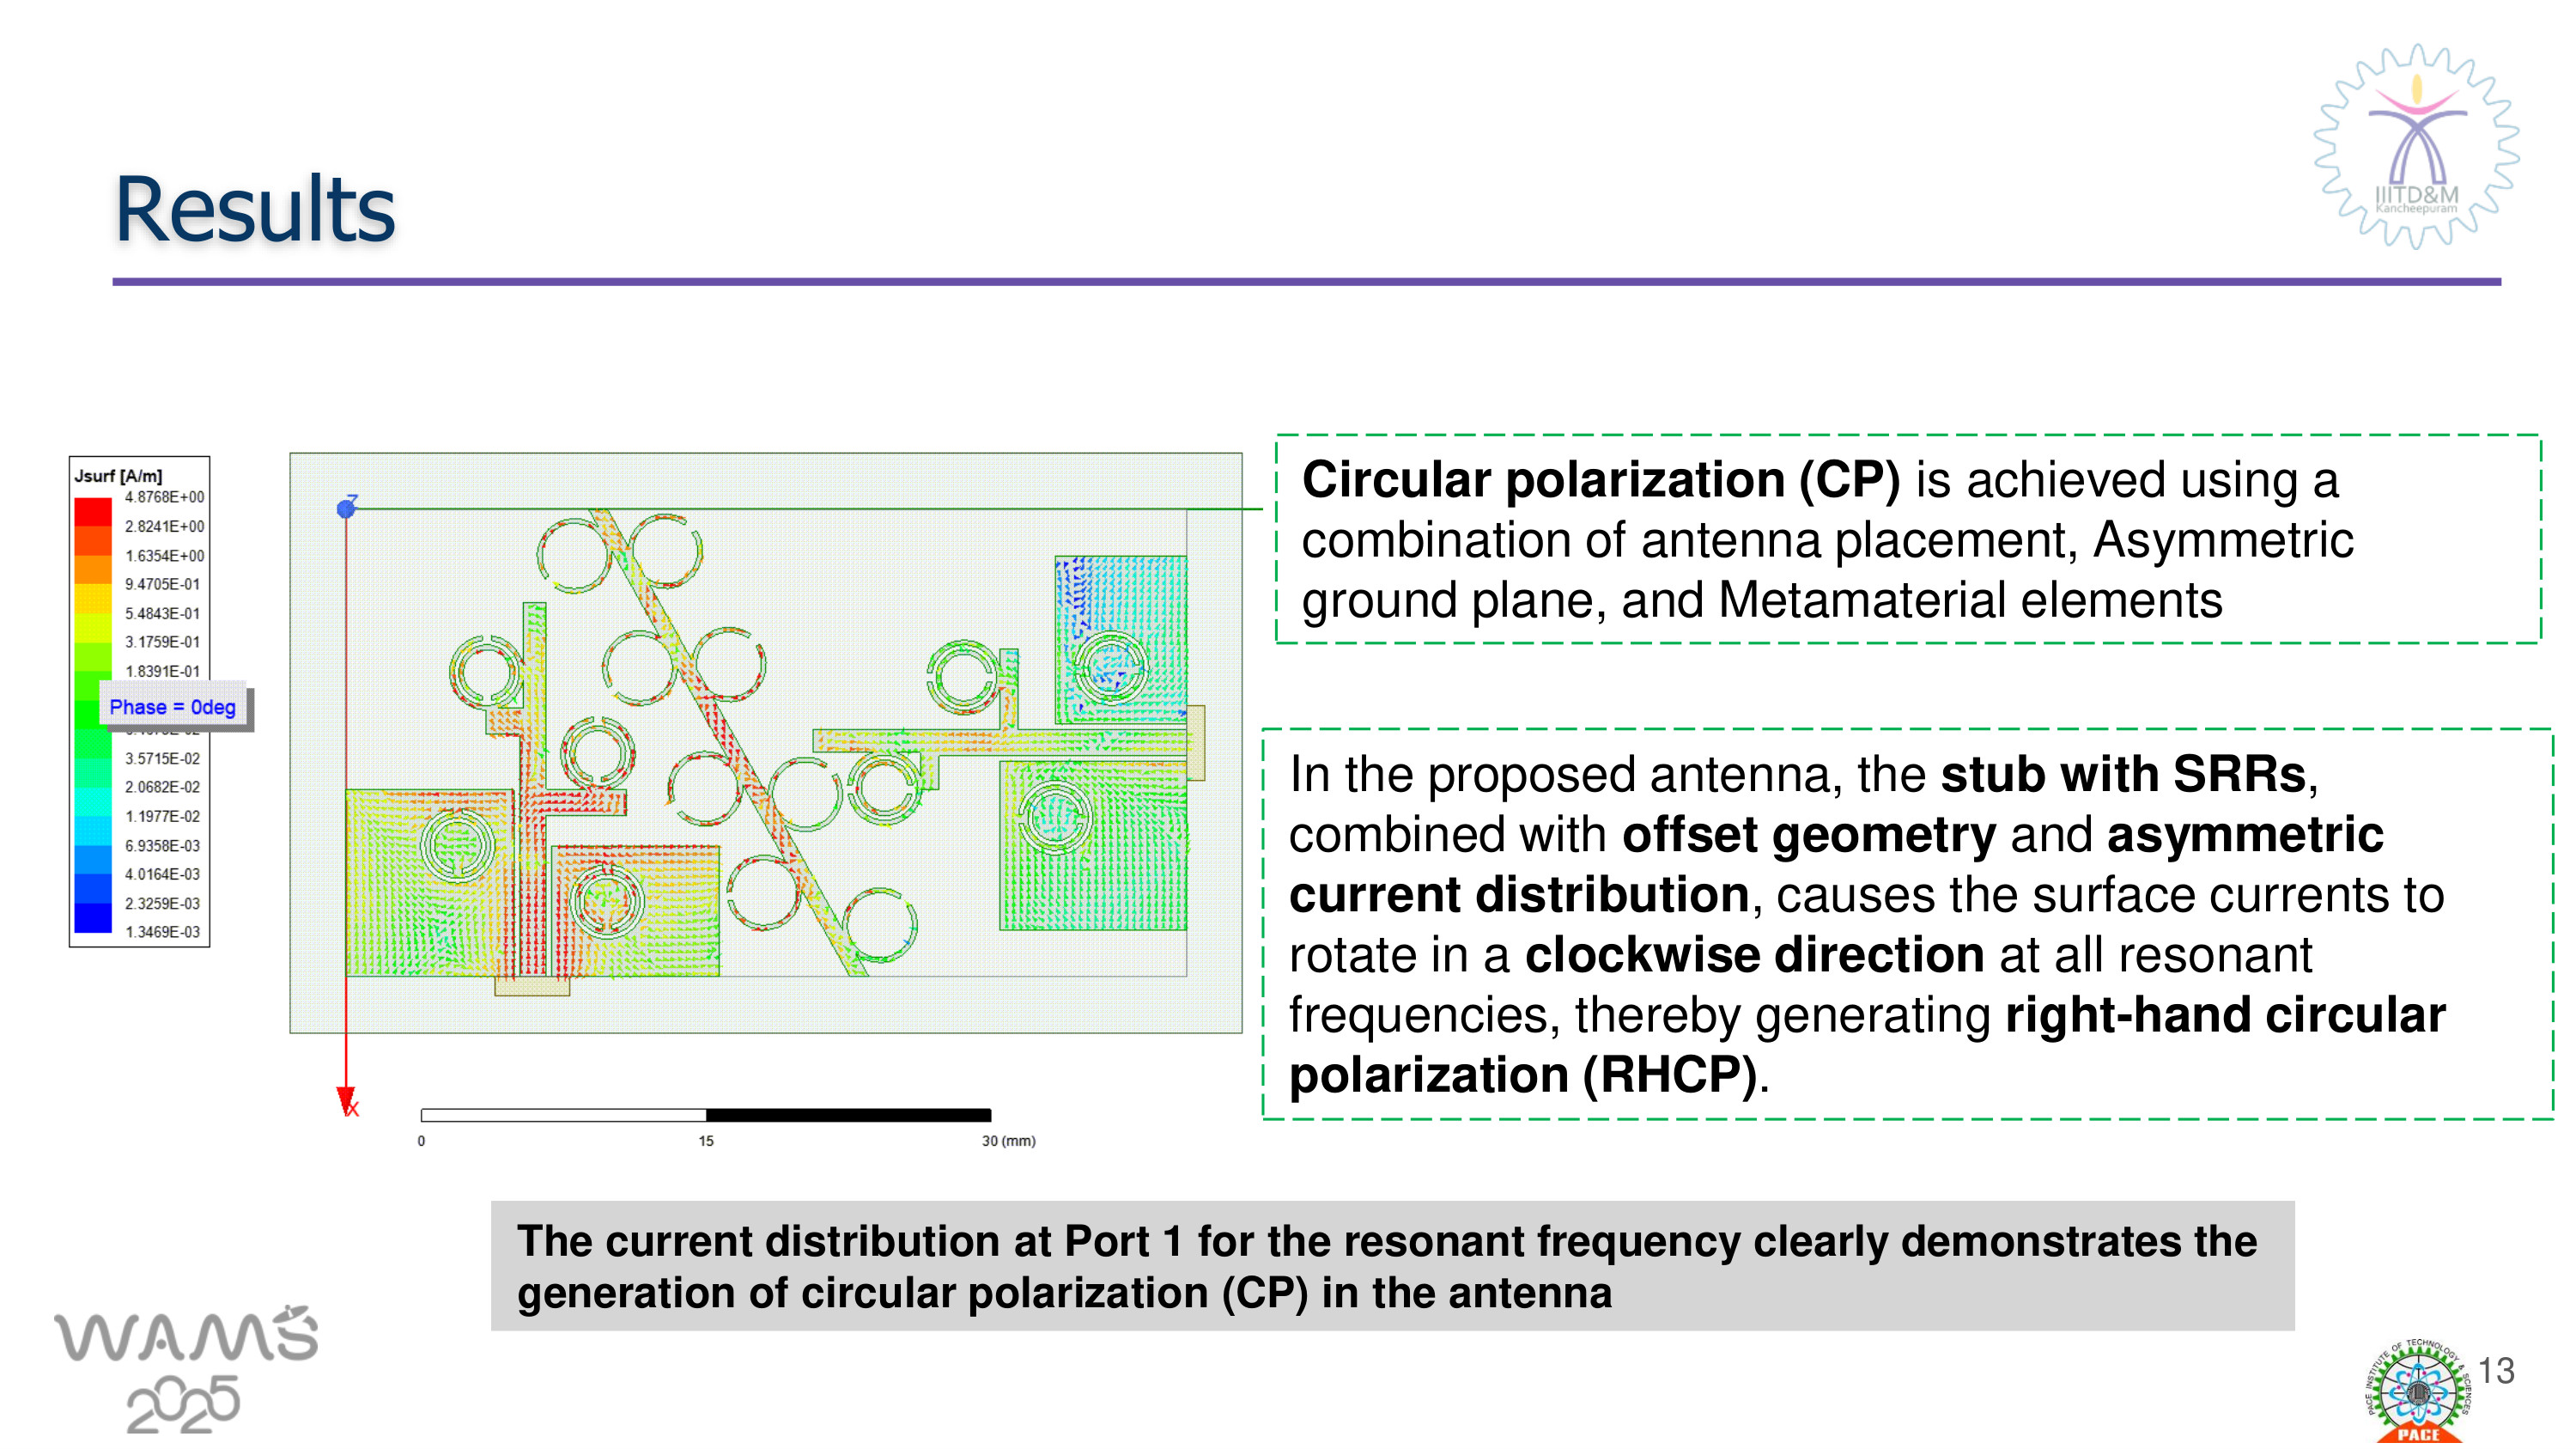 IIITD&M
Kancheepuram
Results
Jsurf [A/m]
4.8768E+00
2.8241E+00
1.6354E+00
9.4705E-01
5.4843E-01
3.1759E-01
1.8391E-01
Phase = 0deg
3.5715E-02
2.0682E-02
1.1977E-02
6.9358E-03
4.0164E-03
2.3259E-03
1.3469E-03
Z
X
0 15 30 (mm)
Circular polarization (CP) is achieved using a
combination of antenna placement, Asymmetric
ground plane, and Metamaterial elements
In the proposed antenna, the stub with SRRs,
combined with offset geometry and asymmetric
current distribution, causes the surface currents to
rotate in a clockwise direction at all resonant
frequencies, thereby generating right-hand circular
polarization (RHCP).
The current distribution at Port 1 for the resonant frequency clearly demonstrates the
generation of circular polarization (CP) in the antenna
WAMS
2025
PACE INSTITUTE OF TECHNOLOGY & SCIENCES
PACE
13